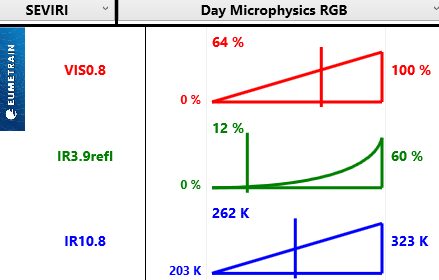 SEVIRI
Day Microphysics RGB
EUMETRAIN
64 %
VIS0.8
100 %
0 %
12 %
IR3.9refl
60 %
0 %
262 K
IR10.8
323 K
203 K